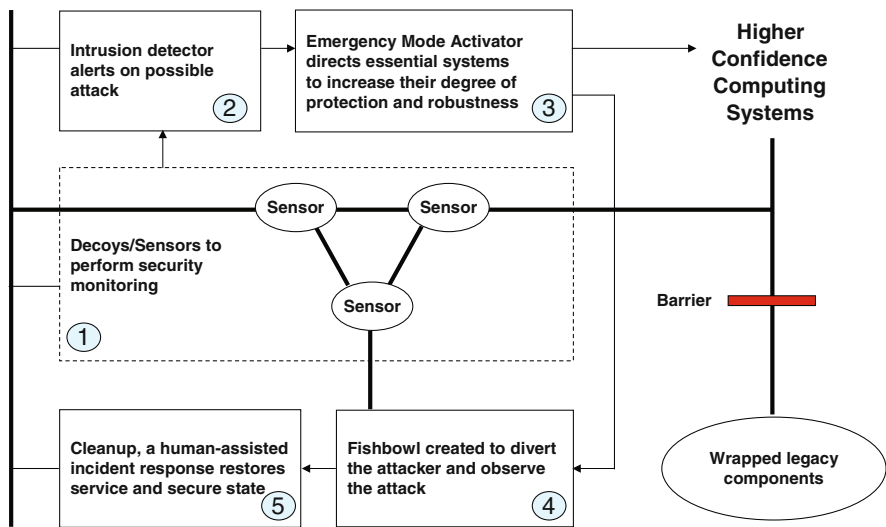 Intrusion detector
alerts on possible
attack
2
Emergency Mode Activator
directs essential systems
to increase their degree of
protection and robustness
3
Higher
Confidence
Computing
Systems
Sensor
Sensor
Decoys/Sensors to
perform security
monitoring
Sensor
1
Barrier
Cleanup, a human-assisted
incident response restores
service and secure state
5
Fishbowl created to divert
the attacker and observe
the attack
4
Wrapped legacy
components